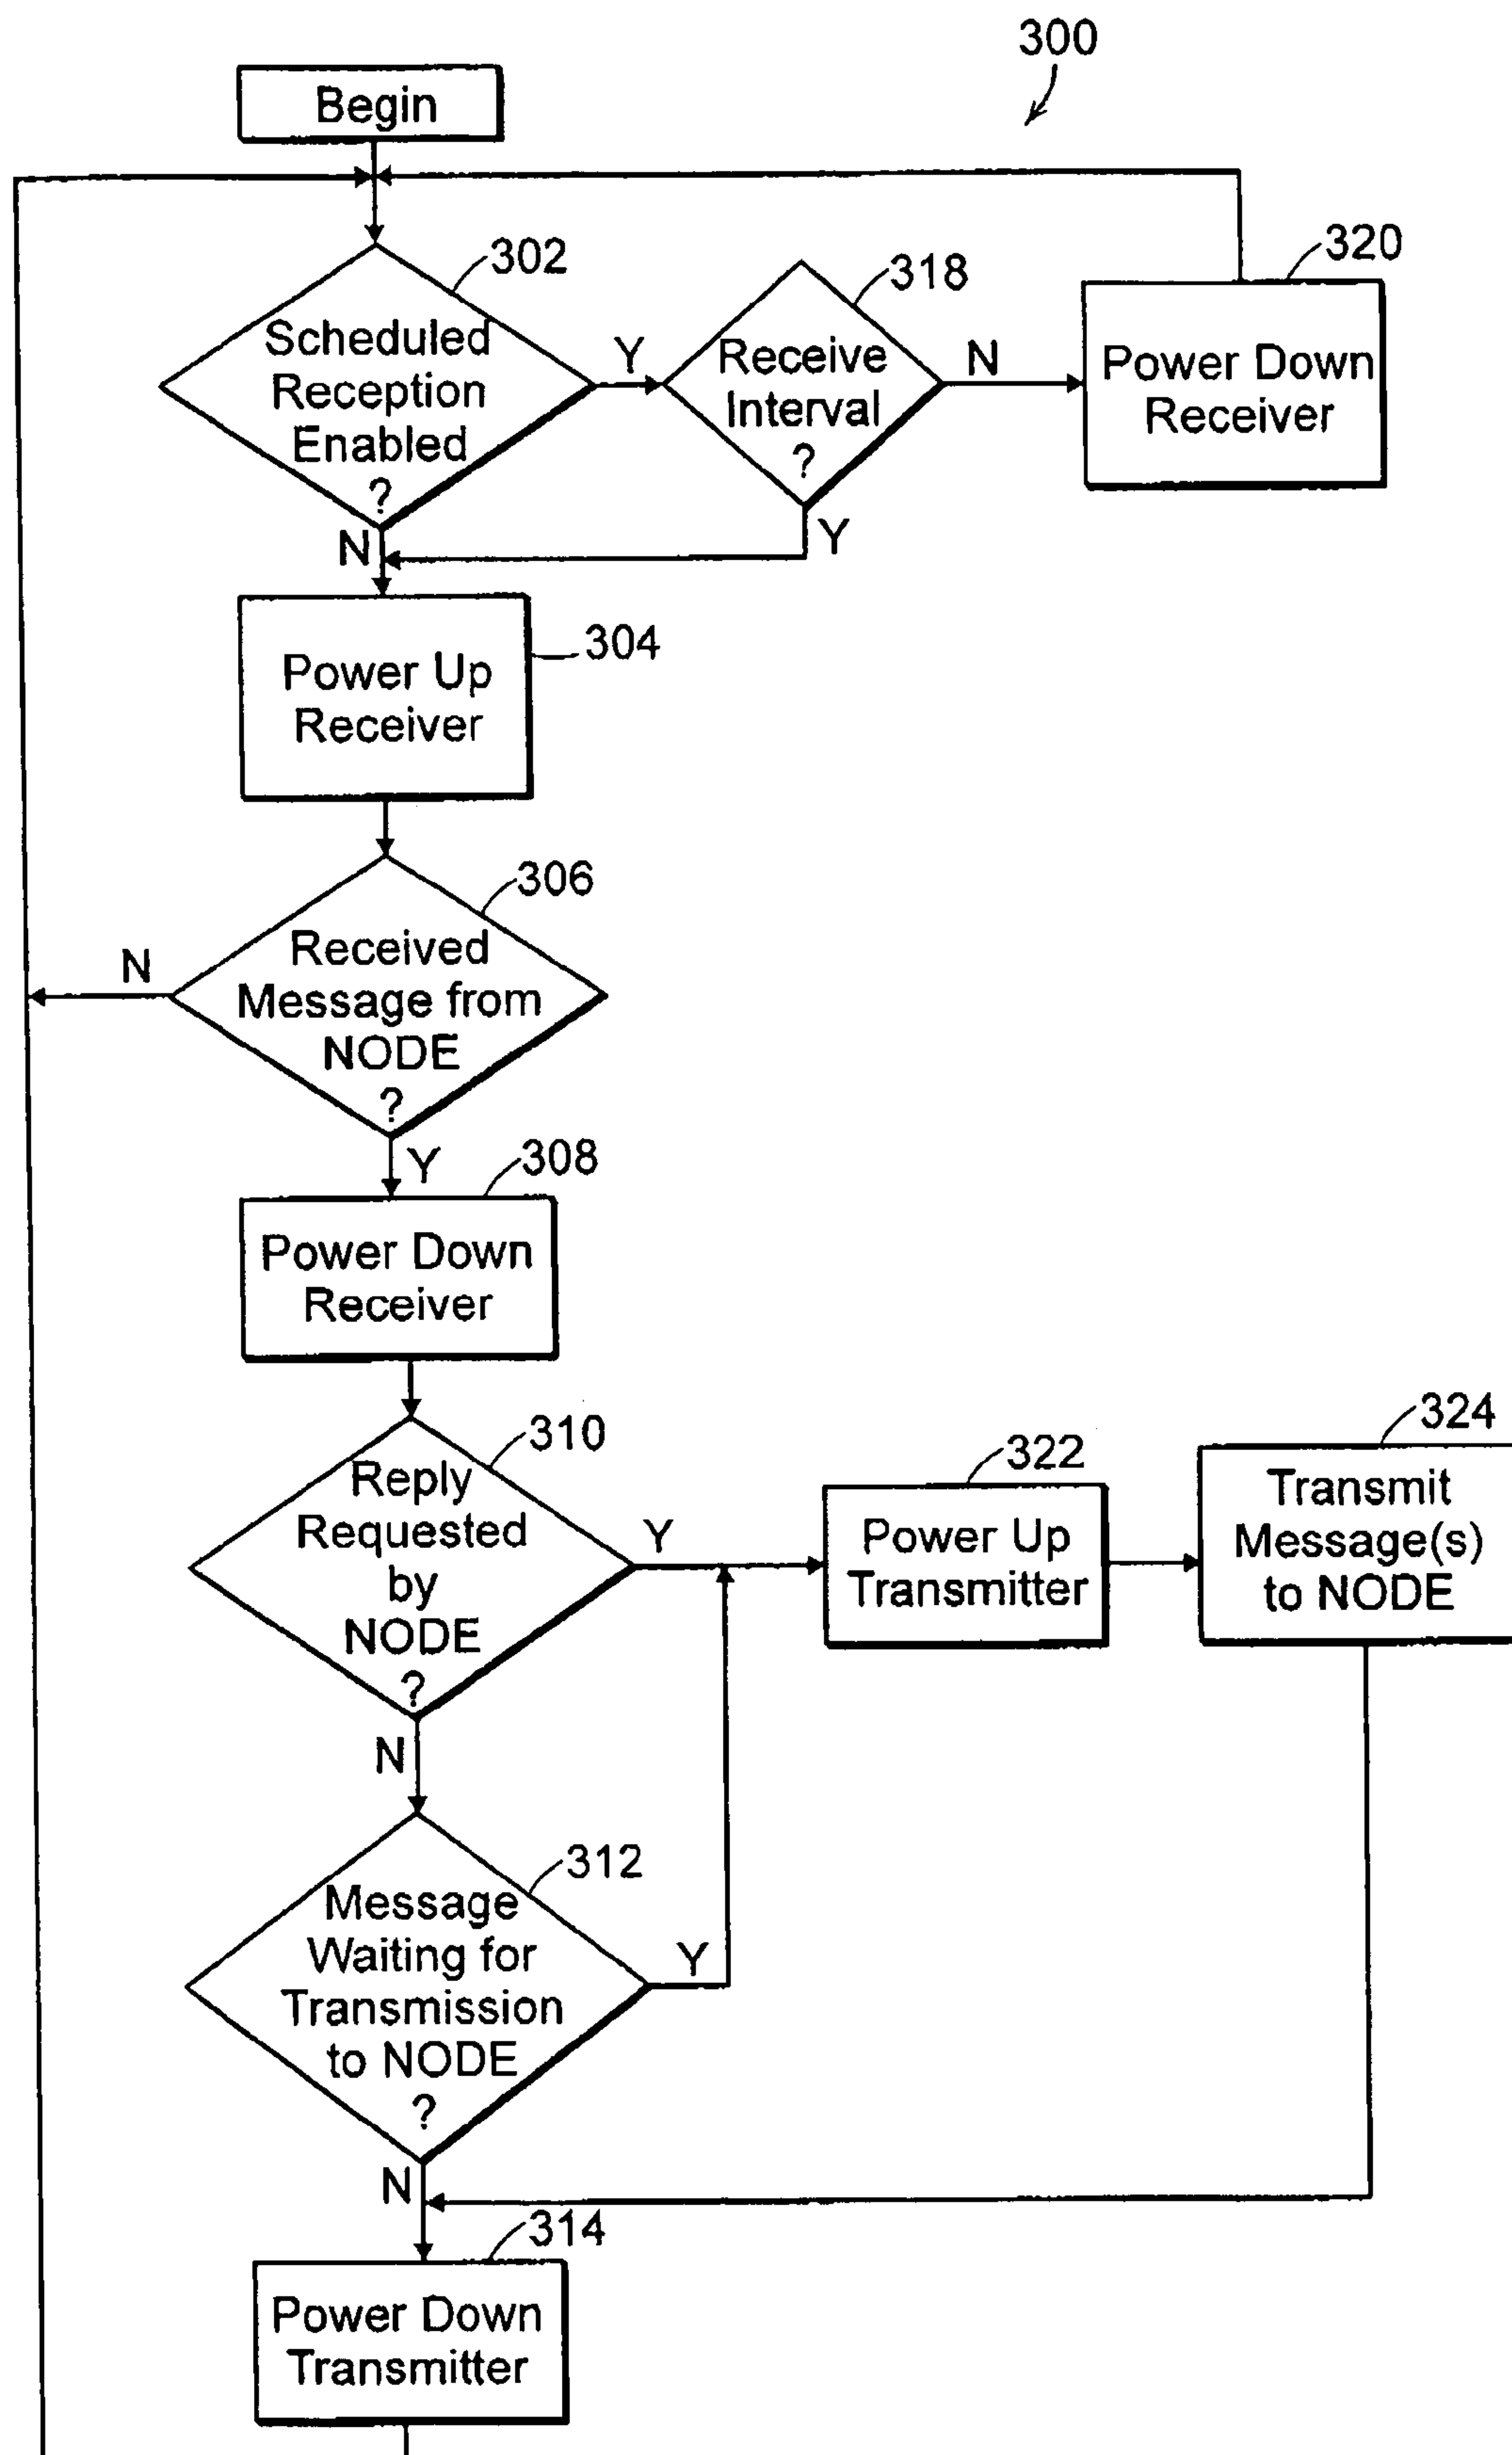 300
Begin
302
Scheduled
Reception
Enabled
?
Y
N
318
Receive
Interval
?
N
Y
320
Power Down
Receiver
304
Power Up
Receiver
306
Received
Message from
NODE
?
N
Y
308
Power Down
Receiver
310
Reply
Requested
by
NODE
?
Y
N
322
Power Up
Transmitter
324
Transmit
Message(s)
to NODE
312
Message
Waiting for
Transmission
to NODE
?
Y
N
314
Power Down
Transmitter